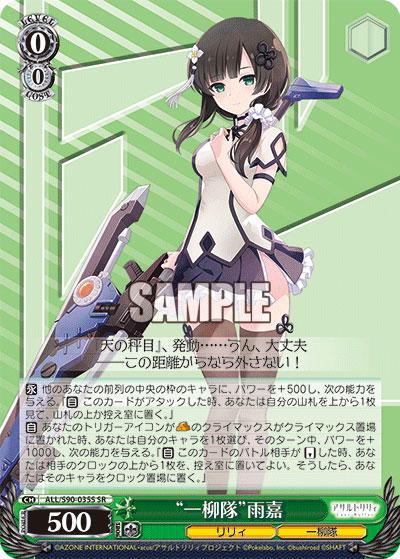 LEVEL
0
0
COST
SAMPLE
「天の秤目」、発動……うん、大丈夫
――この距離からなら外さない！
永 他のあなたの前列の中央の枠のキャラに、パワーを＋500し、次の能力を与える。『自 このカードがアタックした時、あなたは自分の山札を上から1枚見て、山札の上か控え室に置く。』
自 あなたのトリガーアイコンが のクライマックスがクライマックス置場に置かれた時、あなたは自分のキャラを1枚選び、そのターン中、パワーを＋1000し、次の能力を与える。『自 このカードのバトル相手が した時、あなたは相手のクロックの上から1枚を、控え室に置いてよい。そうしたら、あなたはそのキャラをクロック置場に置く。』
CH ALL/S90-035S SR
500
“一柳隊”雨嘉
リリィ
一柳隊
アサルトリリィ
©AZONE INTERNATIONAL・acus/アサルトリリィプロジェクト ©Pokelabo, Inc. ©bushiroad ©SHAFT